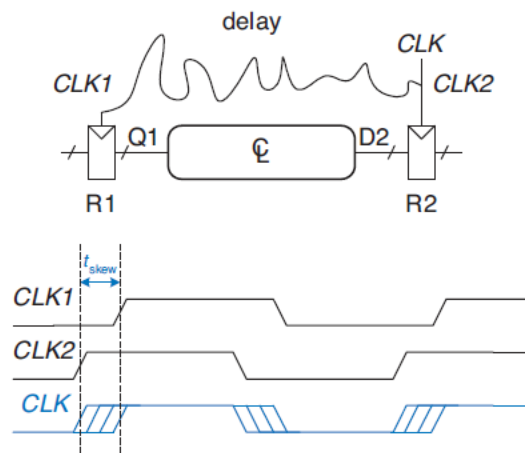 delay
CLK
CLK1
CLK2
Q1
CL
D2
R1
R2
tskew
CLK1
CLK2
CLK